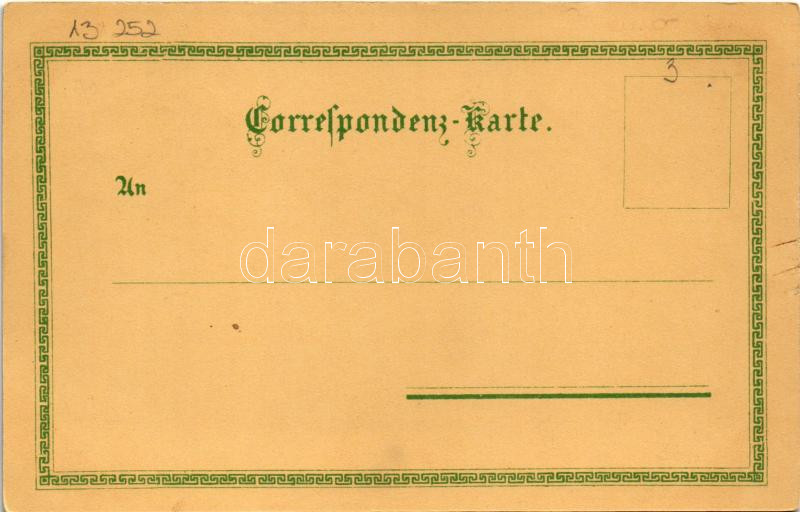 13 252
3
Correſpondenz-Karte.
An
darabanth